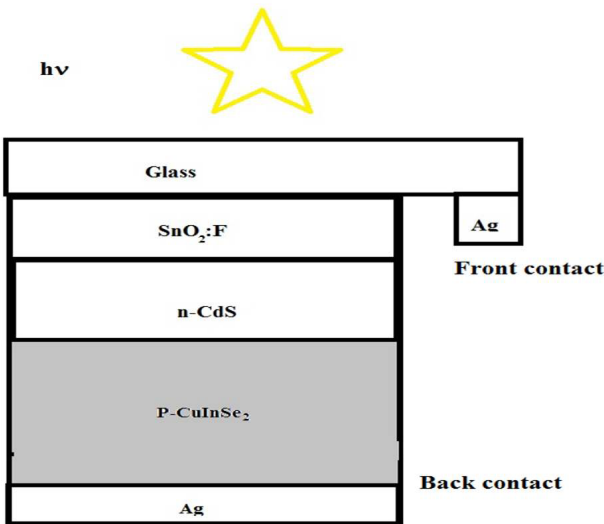 hν
Glass
SnO₂:F
Ag
Front contact
n-CdS
P-CuInSe₂
Back contact
Ag